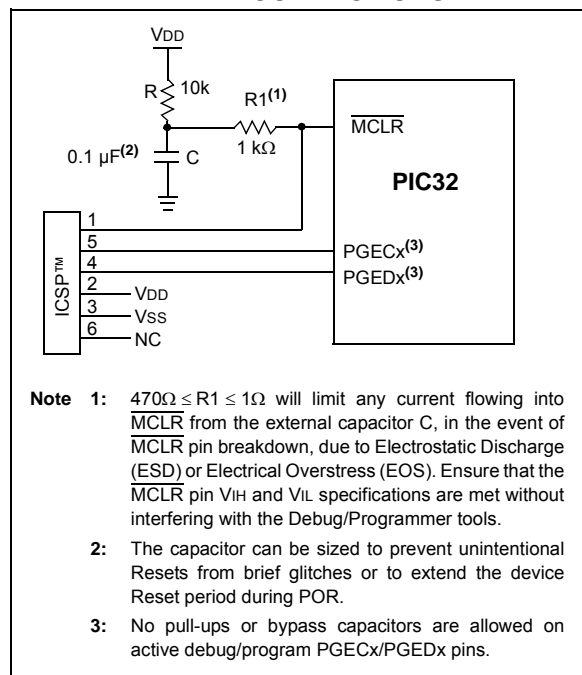 VDD
R 10k
R1(1)
0.1 µF(2)
C
1 kΩ
MCLR
PIC32
ICSP™
1
5
4
2
3
6
PGECx(3)
PGEDx(3)
VDD
VSS
NC
Note 1: 470Ω ≤ R1 ≤ 1Ω will limit any current flowing into
MCLR from the external capacitor C, in the event of
MCLR pin breakdown, due to Electrostatic Discharge
(ESD) or Electrical Overstress (EOS). Ensure that the
MCLR pin VIH and VIL specifications are met without
interfering with the Debug/Programmer tools.
2: The capacitor can be sized to prevent unintentional
Resets from brief glitches or to extend the device
Reset period during POR.
3: No pull-ups or bypass capacitors are allowed on
active debug/program PGECx/PGEDx pins.